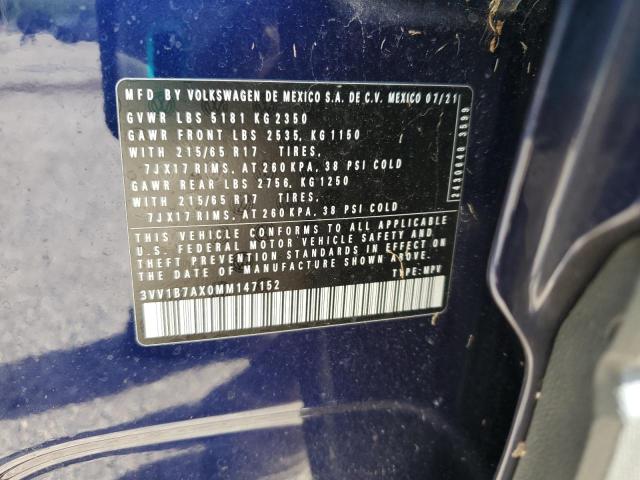 MFD BY VOLKSWAGEN DE MEXICO S.A. DE C.V. MEXICO 07/21
GVWR LBS 5181 KG 2350
GAWR FRONT LBS 2535, KG 1150
WITH 215/65 R17 TIRES,
7JX17 RIMS, AT 260 KPA, 38 PSI COLD
GAWR REAR LBS 2756, KG 1250
WITH 215/65 R17 TIRES,
7JX17 RIMS, AT 260 KPA, 38 PSI COLD
THIS VEHICLE CONFORMS TO ALL APPLICABLE
U.S. FEDERAL MOTOR VEHICLE SAFETY AND
THEFT PREVENTION STANDARDS IN EFFECT ON
THE DATE OF MANUFACTURE SHOWN ABOVE.
3VV1B7AX0MM147152 TYPE: MPV
2430040 3599